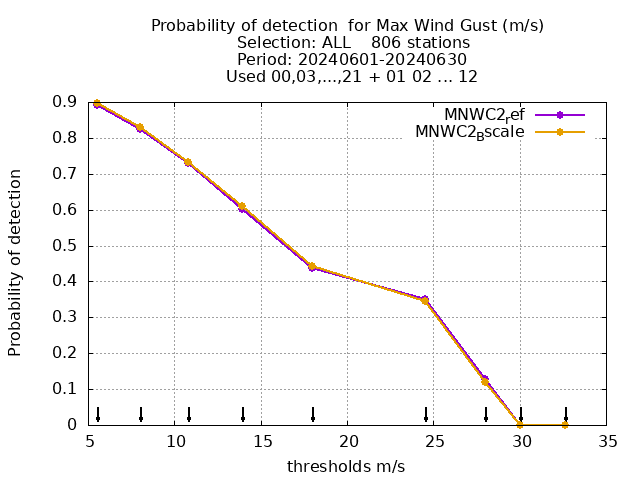 Probability of detection  for Max Wind Gust (m/s)
Selection: ALL    806 stations
Period: 20240601-20240630
Used 00,03,...,21 + 01 02 ... 12
MNWC2ref
MNWC2Bscale
Probability of detection
0.9
0.8
0.7
0.6
0.5
0.4
0.3
0.2
0.1
0
5 10 15 20 25 30 35
thresholds m/s